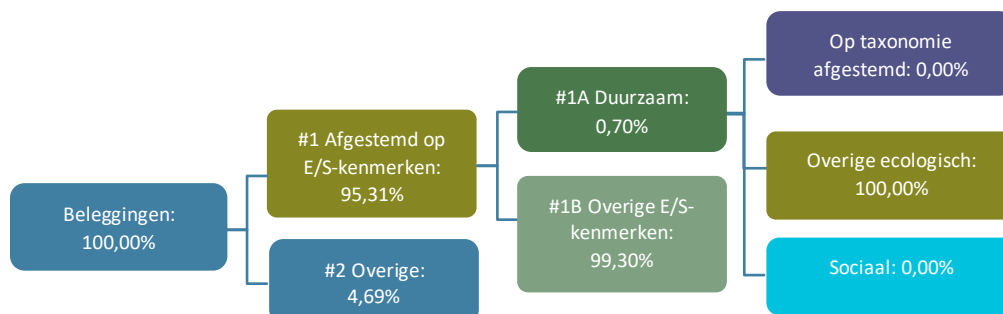 Beleggingen:
100,00%
#1 Afgestemd op
E/S-kenmerken:
95,31%
#2 Overige:
4,69%
#1A Duurzaam:
0,70%
#1B Overige E/S-
kenmerken:
99,30%
Op taxonomie
afgestemd: 0,00%
Overige ecologisch:
100,00%
Sociaal: 0,00%